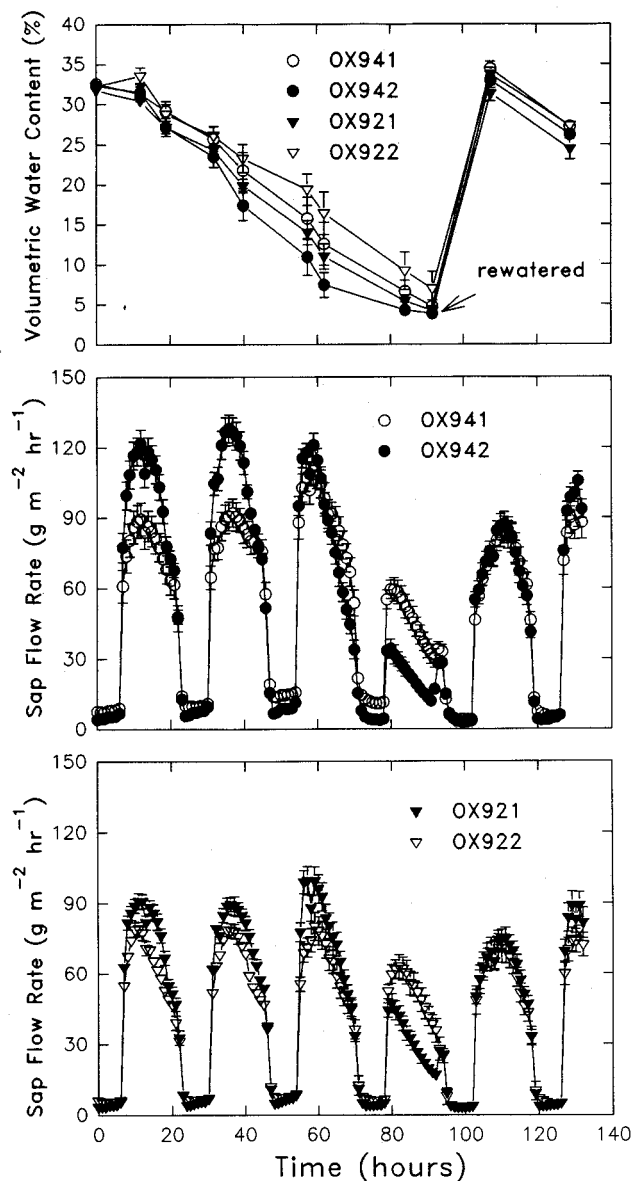 Volumetric Water Content (%)
40
35
30
25
20
15
10
5
0
OX941
OX942
OX921
OX922
rewatered
Sap Flow Rate (g m⁻² hr⁻¹)
150
120
90
60
30
0
OX941
OX942
Sap Flow Rate (g m⁻² hr⁻¹)
150
120
90
60
30
0
OX921
OX922
0 20 40 60 80 100 120 140
Time (hours)